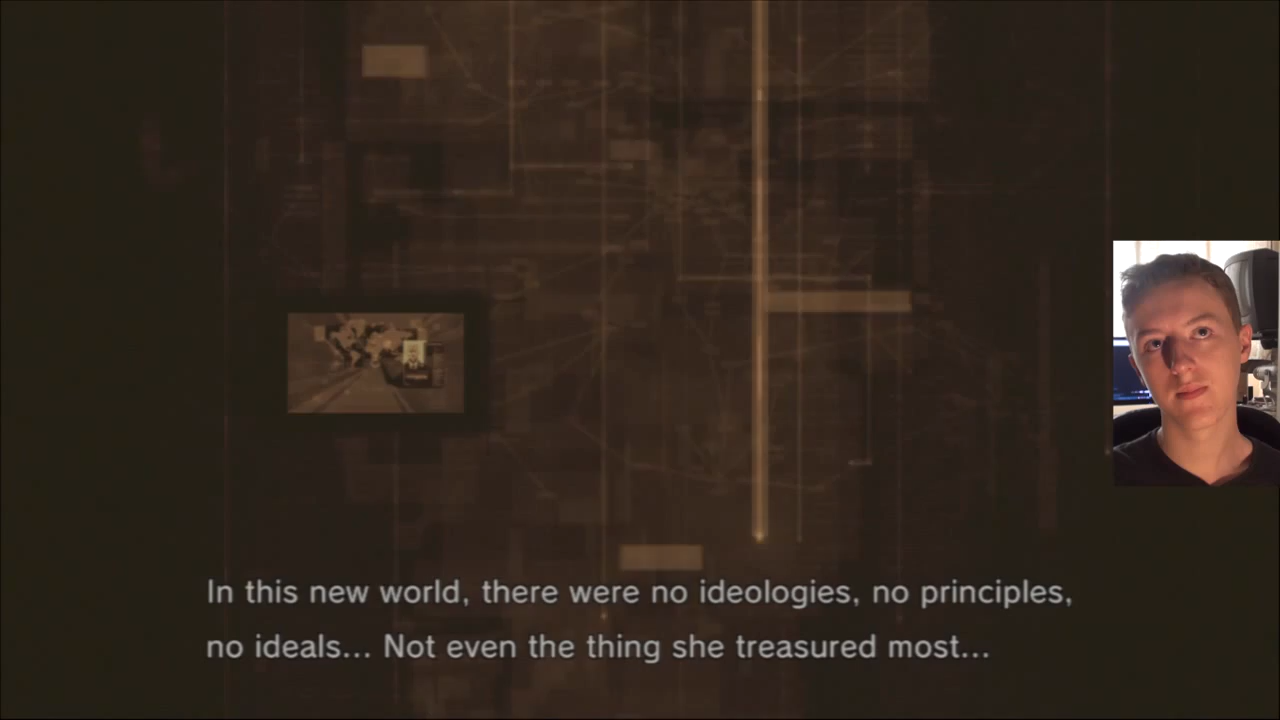 In this new world, there were no ideologies, no principles,
no ideals... Not even the thing she treasured most...